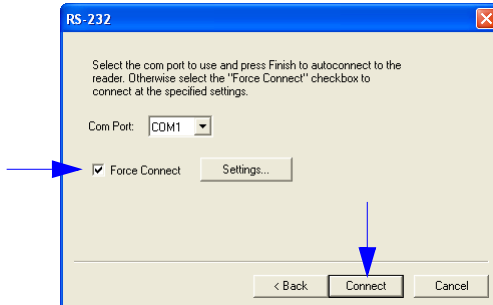 RS-232
Select the com port to use and press Finish to autoconnect to the
reader. Otherwise select the "Force Connect" checkbox to
connect at the specified settings.
Com Port: COM1
Force Connect Settings...
< Back Connect Cancel